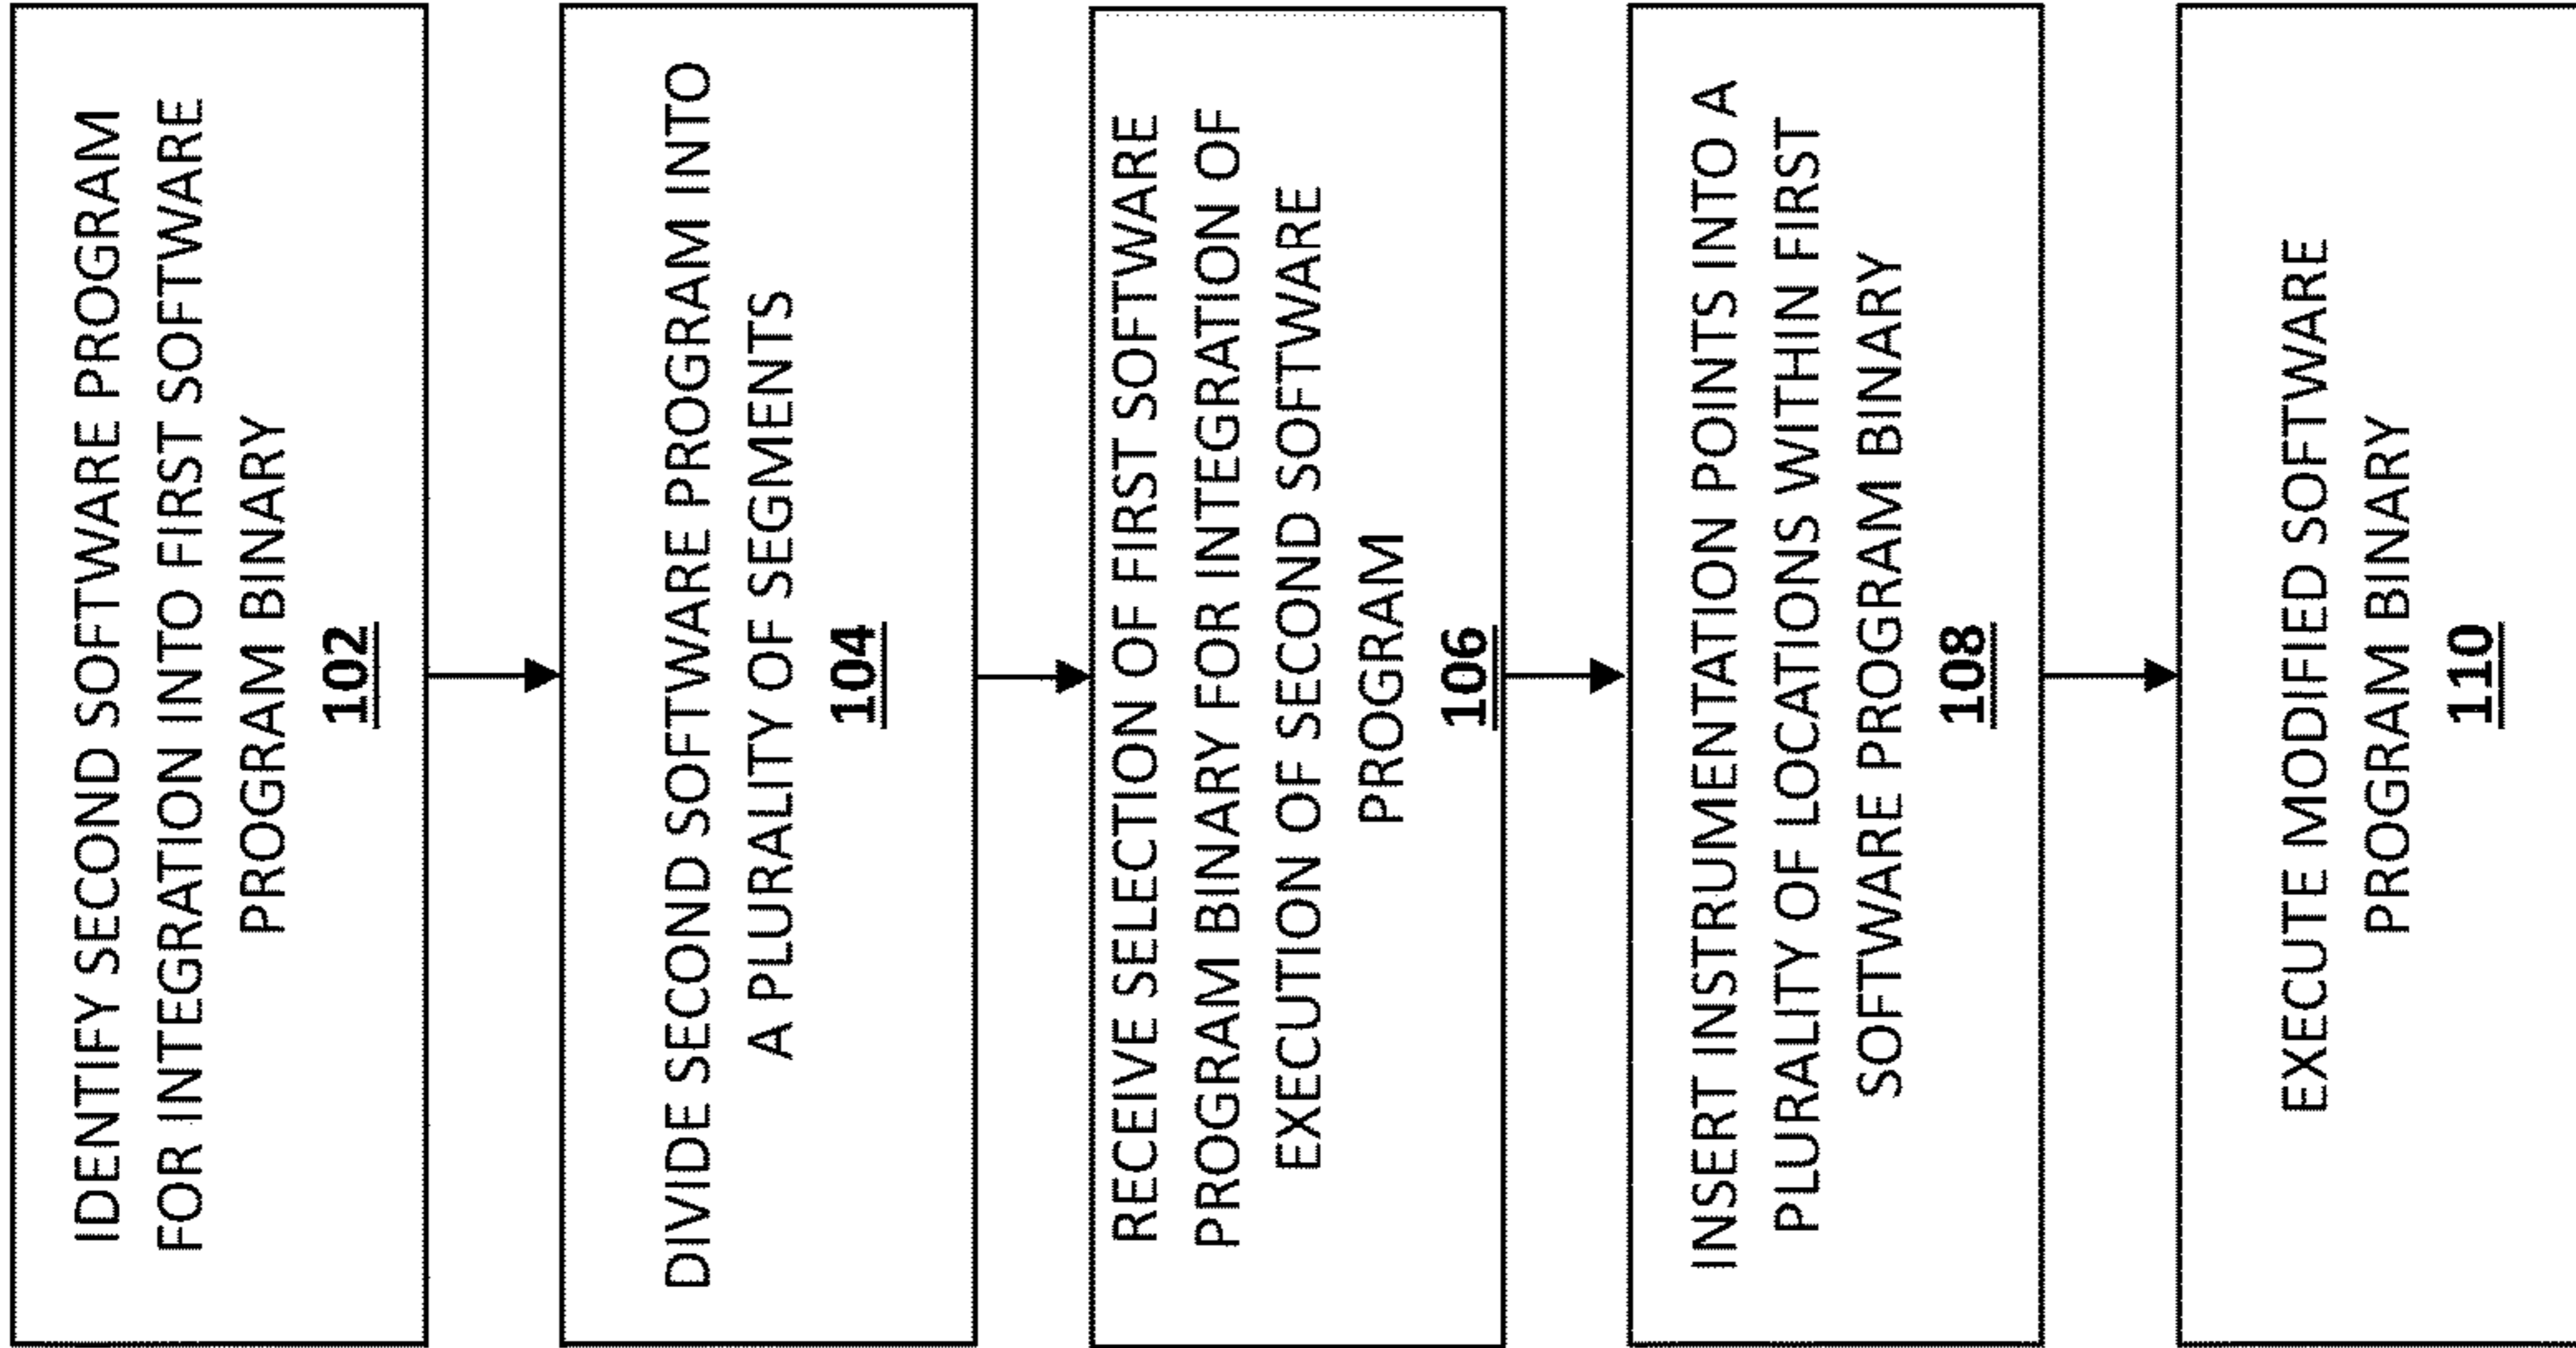 IDENTIFY SECOND SOFTWARE PROGRAM
FOR INTEGRATION INTO FIRST SOFTWARE
PROGRAM BINARY
102
DIVIDE SECOND SOFTWARE PROGRAM INTO
A PLURALITY OF SEGMENTS
104
RECEIVE SELECTION OF FIRST SOFTWARE
PROGRAM BINARY FOR INTEGRATION OF
EXECUTION OF SECOND SOFTWARE
PROGRAM
106
INSERT INSTRUMENTATION POINTS INTO A
PLURALITY OF LOCATIONS WITHIN FIRST
SOFTWARE PROGRAM BINARY
108
EXECUTE MODIFIED SOFTWARE
PROGRAM BINARY
110